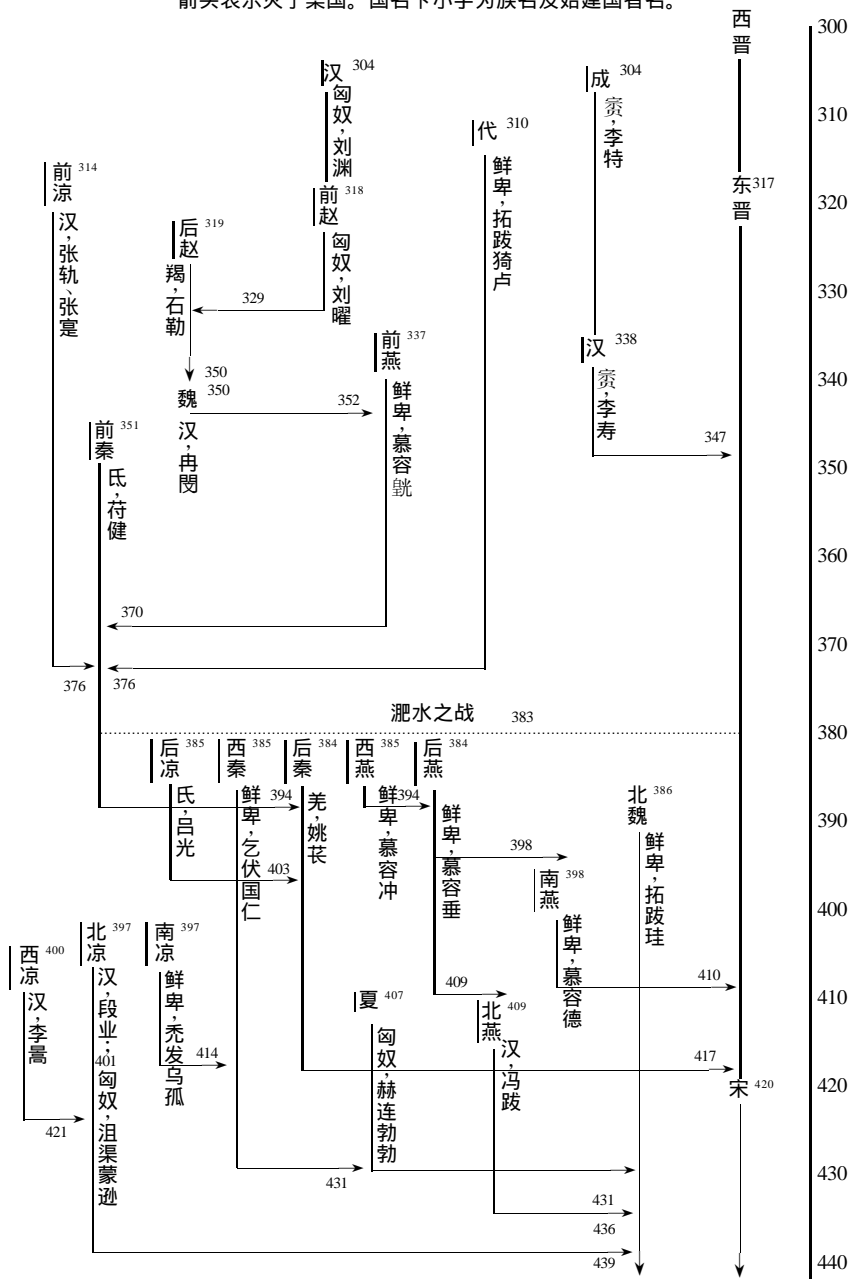 箭头表示灭于某国。国名下小字为族名及始建国者名。
西晋
300
汉 304
匈奴,刘渊
成 304
賨,李特
310
代 310
鲜卑,拓跋猗卢
前凉 314
汉,张轨、张寔
前赵 318
匈奴,刘曜
东晋 317
320
后赵 319
羯,石勒
329
330
前燕 337
鲜卑,慕容皝
汉 338
賨,李寿
340
350
魏 350
汉,冉闵
352
347
前秦 351
氐,苻健
350
360
370
370
376
376
淝水之战 383
380
后凉 385
氐,吕光
西秦 385
鲜卑,乞伏国仁
后秦 384
羌,姚苌
西燕 385
鲜卑,慕容冲
后燕 384
鲜卑,慕容垂
北魏 386
鲜卑,拓跋珪
394
394
390
398
403
南燕 398
鲜卑,慕容德
400
西凉 400
汉,李暠
北凉 397
汉,段业;
401
匈奴,沮渠蒙逊
南凉 397
鲜卑,秃发乌孤
409
410
410
夏 407
匈奴,赫连勃勃
北燕 409
汉,冯跋
414
417
宋 420
420
421
430
431
431
436
439
440